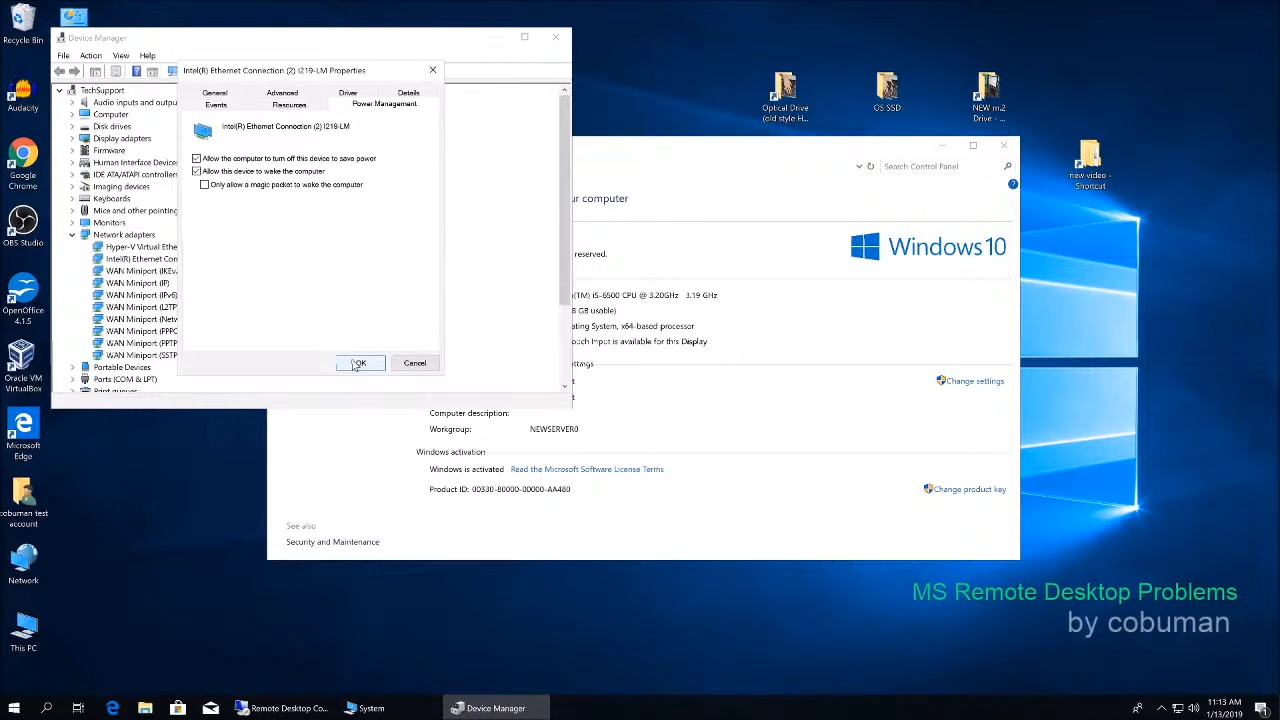 Recycle Bin
Audacity
Google
Chrome
OBS Studio
OpenOffice
4.1.5
Oracle VM
VirtualBox
Microsoft
Edge
cobuman test
account
Network
This PC
Device Manager
File Action View Help
TechSupport
Audio inputs and outpu
Computer
Disk drives
Display adapters
Firmware
Human Interface Devices
IDE ATA/ATAPI controllers
Imaging devices
Keyboards
Mice and other pointing
Monitors
Network adapters
Hyper-V Virtual Ethe
Intel(R) Ethernet Con
WAN Miniport (IKEv2
WAN Miniport (IP)
WAN Miniport (IPv6)
WAN Miniport (L2TP
WAN Miniport (Netw
WAN Miniport (PPPO
WAN Miniport (PPTP
WAN Miniport (SSTP
Portable Devices
Ports (COM & LPT)
Print queues
Intel(R) Ethernet Connection (2) I219-LM Properties
General Advanced Driver Details
Events Resources Power Management
Intel(R) Ethernet Connection (2) I219-LM
Allow the computer to turn off this device to save power
Allow this device to wake the computer
Only allow a magic packet to wake the computer
OK Cancel
Search Control Panel
ur computer
Windows 10
reserved.
(TM) i5-6500 CPU @ 3.20GHz 3.19 GHz
8 GB usable)
ating System, x64-based processor
ouch Input is available for this Display
ettings
Change settings
Computer description:
Workgroup: NEWSERVER0
Windows activation
Windows is activated Read the Microsoft Software License Terms
Product ID: 00330-80000-00000-AA480
Change product key
See also
Security and Maintenance
Optical Drive
(old style H...
OS SSD
NEW m.2
Drive - ...
new video -
Shortcut
MS Remote Desktop Problems
by cobuman
Remote Desktop Co...
System
Device Manager
11:13 AM
1/13/2019